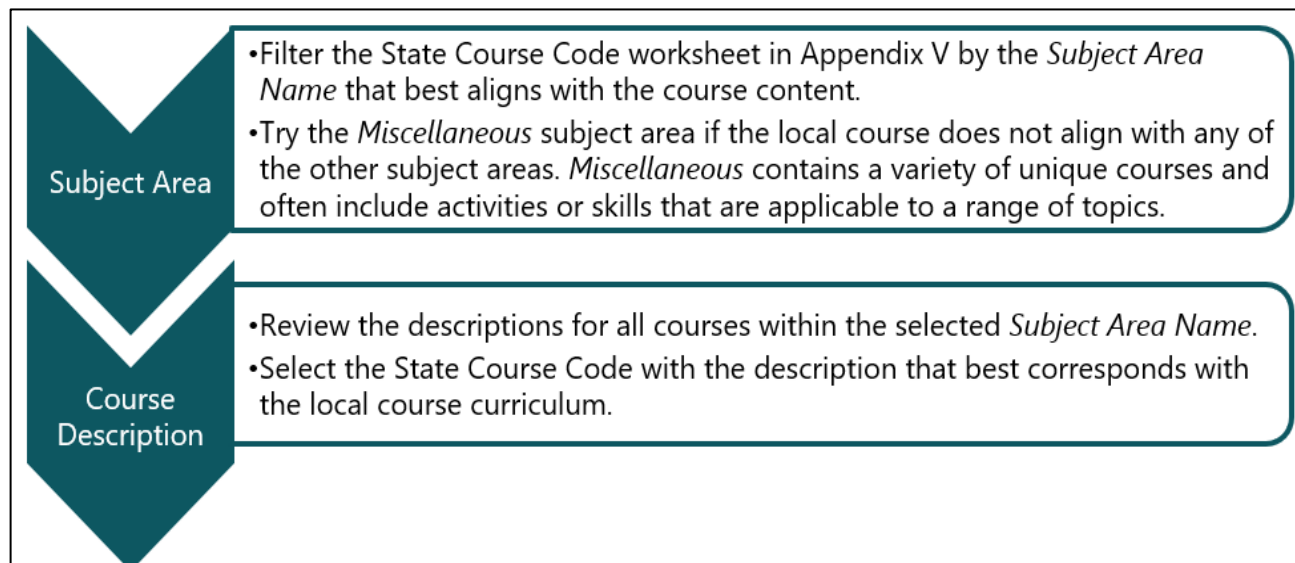 Subject Area
•Filter the State Course Code worksheet in Appendix V by the Subject Area
Name that best aligns with the course content.
•Try the Miscellaneous subject area if the local course does not align with any of
the other subject areas. Miscellaneous contains a variety of unique courses and
often include activities or skills that are applicable to a range of topics.
Course
Description
•Review the descriptions for all courses within the selected Subject Area Name.
•Select the State Course Code with the description that best corresponds with
the local course curriculum.